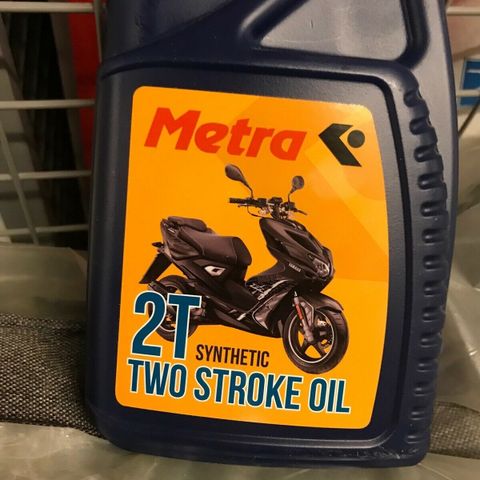 Metra
2T
SYNTHETIC
TWO STROKE OIL